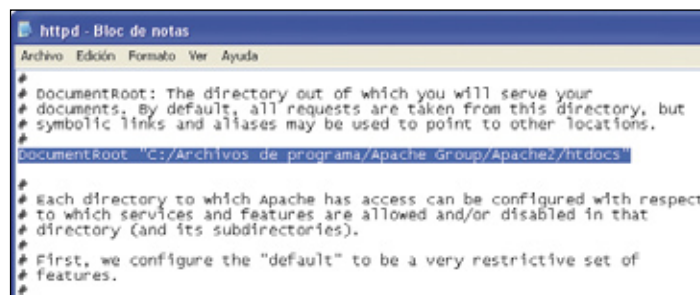 httpd - Bloc de notas
Archivo Edición Formato Ver Ayuda
#
# DocumentRoot: The directory out of which you will serve your
# documents. By default, all requests are taken from this directory, but
# symbolic links and aliases may be used to point to other locations.
#
DocumentRoot "C:/Archivos de programa/Apache Group/Apache2/htdocs"
#
# Each directory to which Apache has access can be configured with respect
# to which services and features are allowed and/or disabled in that
# directory (and its subdirectories).
#
# First, we configure the "default" to be a very restrictive set of
# features.
#